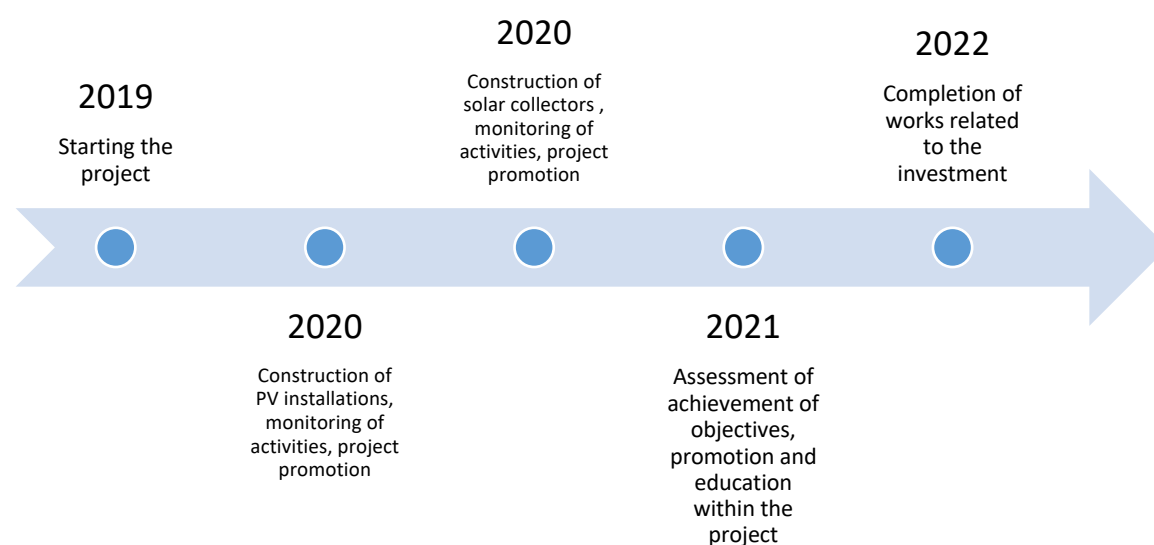 2019
Starting the
project
2020
Construction of
PV installations,
monitoring of
activities, project
promotion
2020
Construction of
solar collectors ,
monitoring of
activities, project
promotion
2021
Assessment of
achievement of
objectives,
promotion and
education
within the
project
2022
Completion of
works related
to the
investment